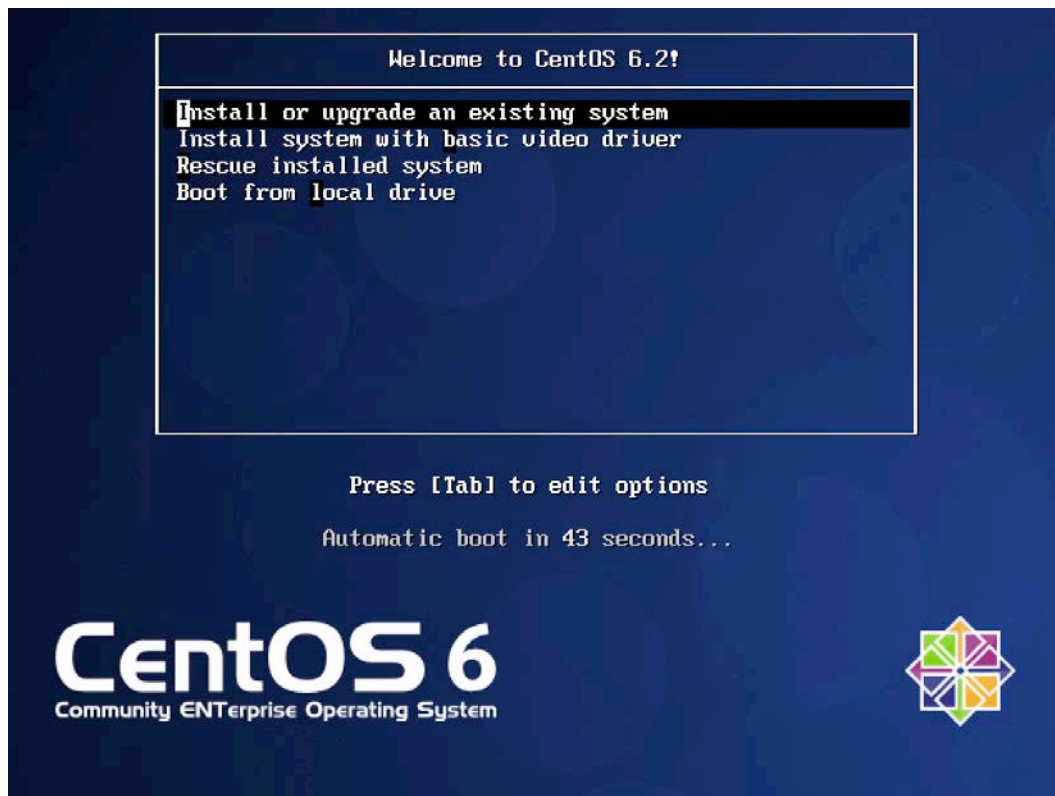 Welcome to CentOS 6.2!
Install or upgrade an existing system
Install system with basic video driver
Rescue installed system
Boot from local drive
Press [Tab] to edit options
Automatic boot in 43 seconds...
CentOS 6
Community ENTerprise Operating System